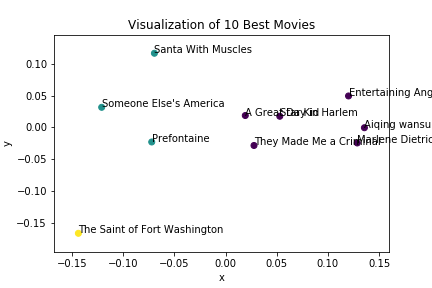 Visualization of 10 Best Movies
Santa With Muscles
Entertaining Ang
Someone Else's America
A Great Day in Harlem
Star Kid
Aiqing wansu
Prefontaine
They Made Me a Criminal
Marlene Dietric
The Saint of Fort Washington
y
0.10
0.05
0.00
−0.05
−0.10
−0.15
−0.15
−0.10
−0.05
0.00
0.05
0.10
0.15
x